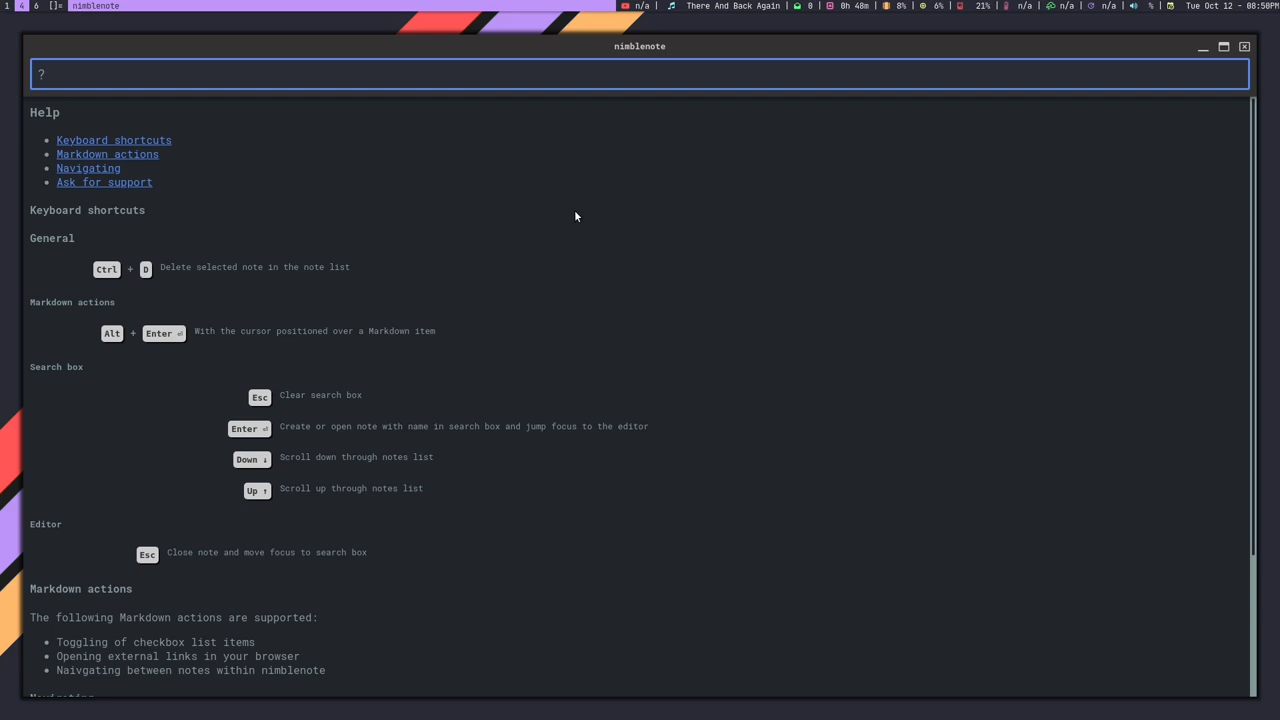 1 4 6 []= nimblenote n/a | There And Back Again | 0 | 0h 48m | 8% | 6% | 21% | n/a | n/a | n/a | % | Tue Oct 12 - 08:50PM
nimblenote
?
Help
Keyboard shortcuts
Markdown actions
Navigating
Ask for support
Keyboard shortcuts
General
Ctrl + D Delete selected note in the note list
Markdown actions
Alt + Enter ⏎ With the cursor positioned over a Markdown item
Search box
Esc Clear search box
Enter ⏎ Create or open note with name in search box and jump focus to the editor
Down ↓ Scroll down through notes list
Up ↑ Scroll up through notes list
Editor
Esc Close note and move focus to search box
Markdown actions
The following Markdown actions are supported:
Toggling of checkbox list items
Opening external links in your browser
Naivgating between notes within nimblenote